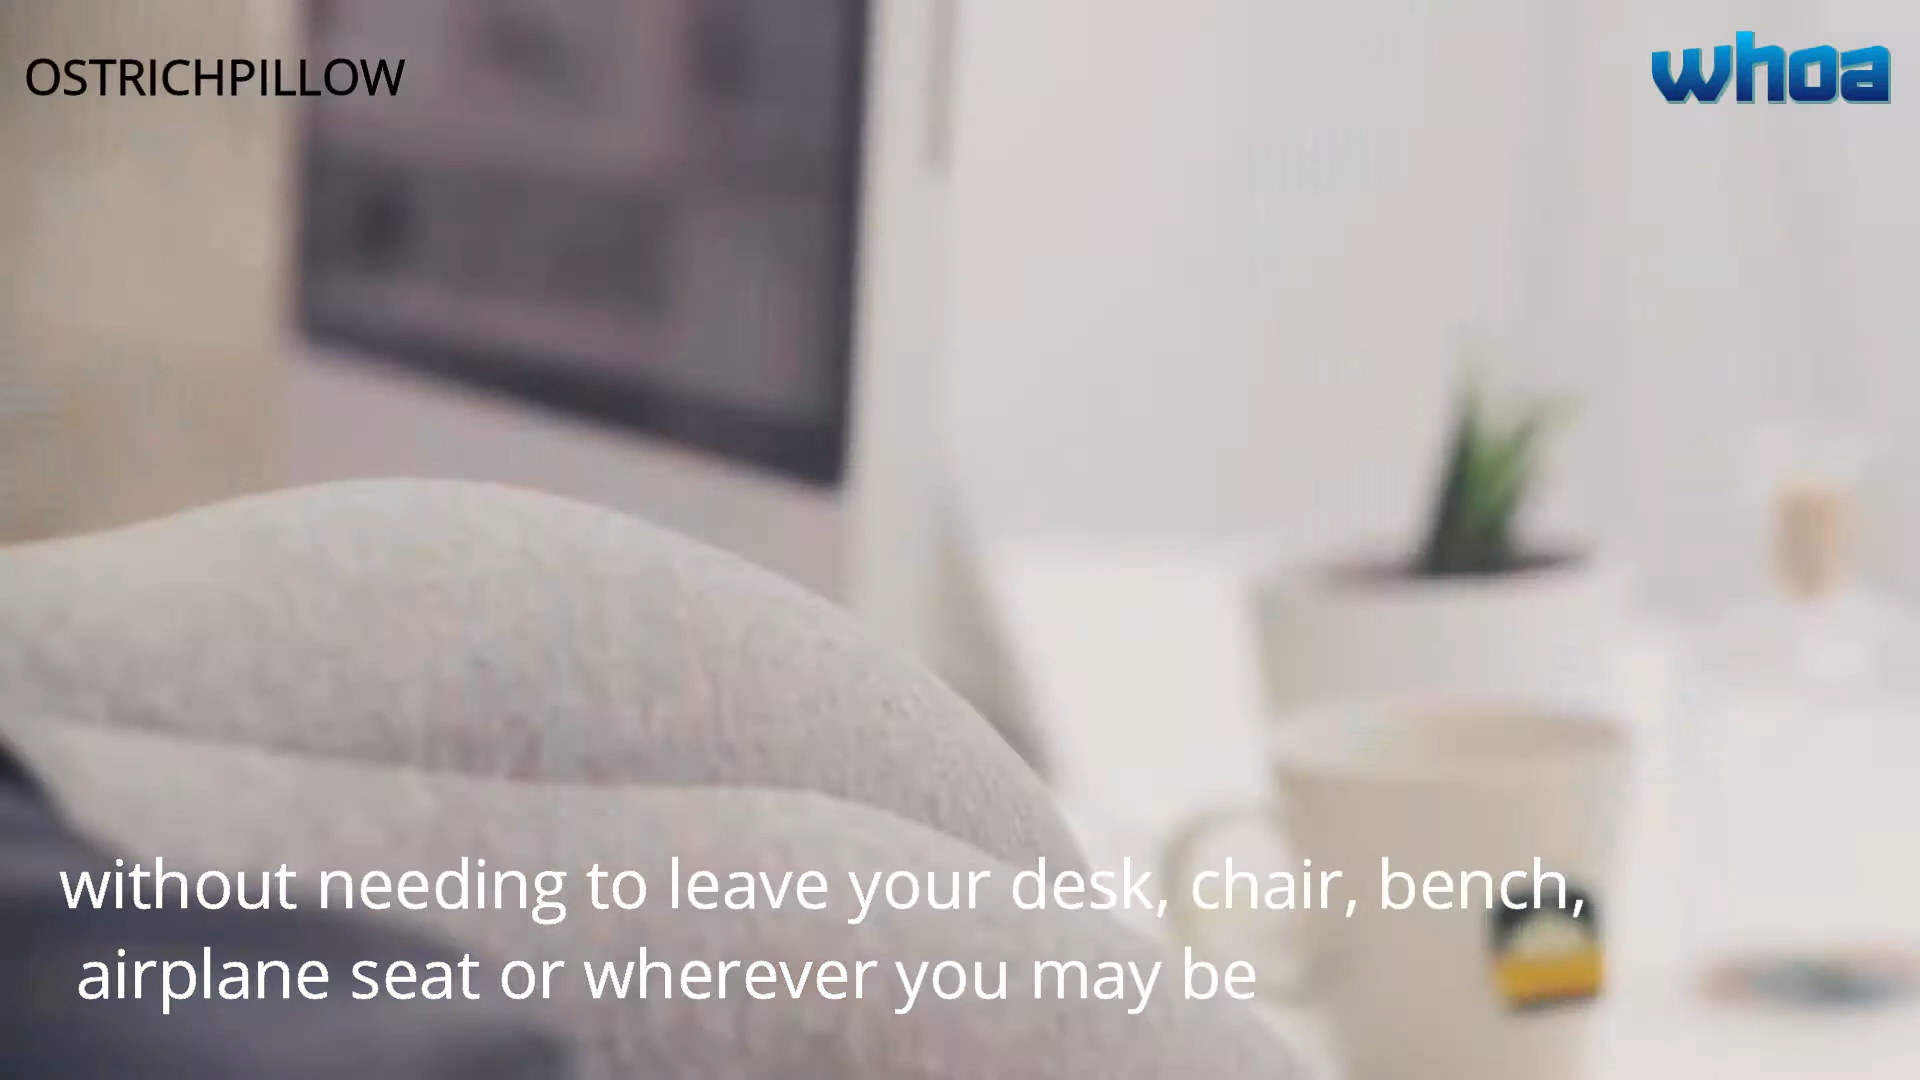 OSTRICHPILLOW
whoa
without needing to leave your desk, chair, bench,
airplane seat or wherever you may be